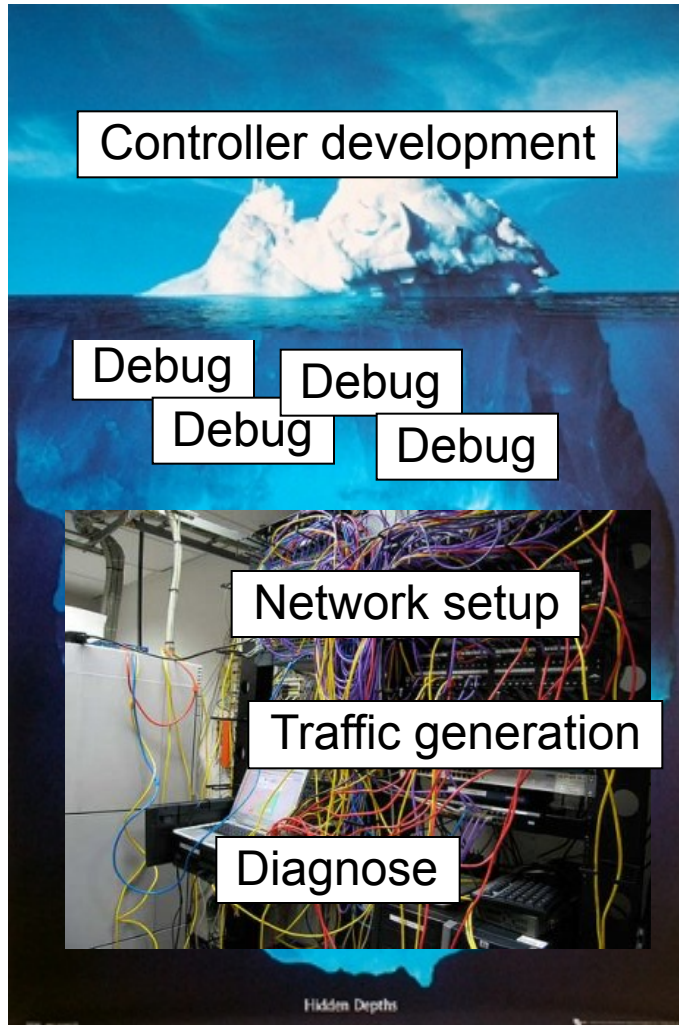 Controller development
Debug
Debug
Debug
Debug
Network setup
Traffic generation
Diagnose
Hidden Depths